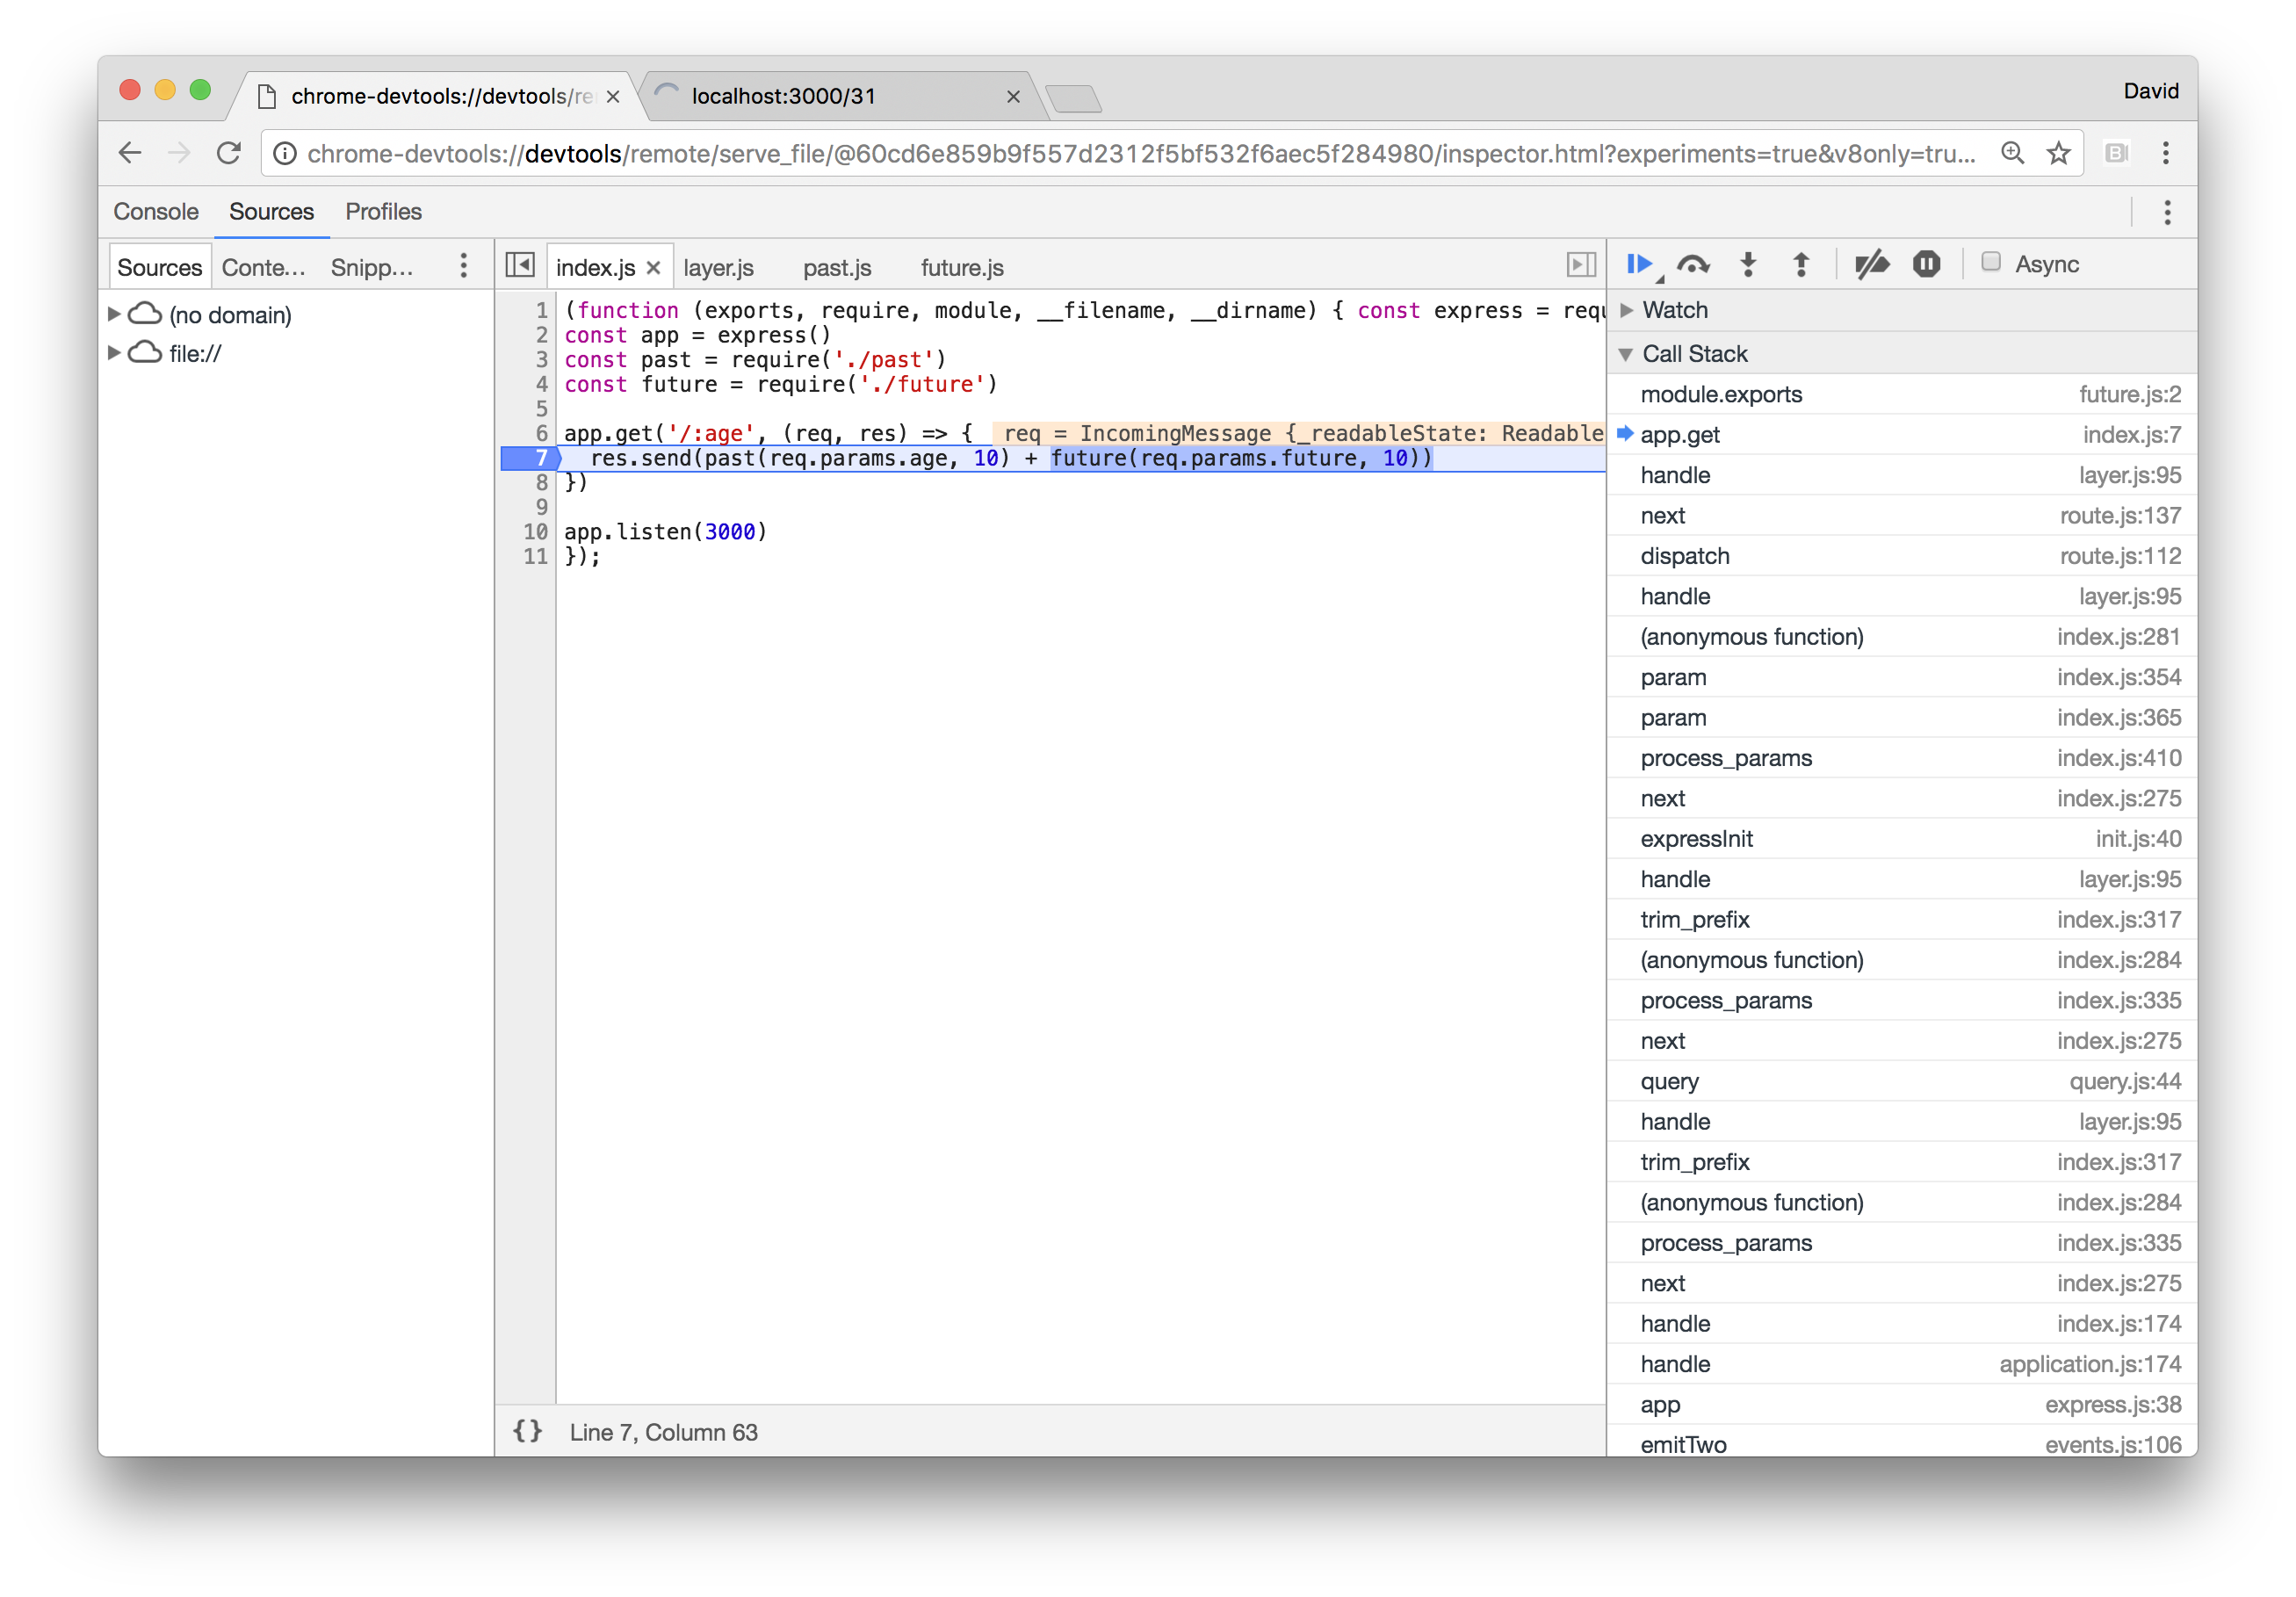 chrome-devtools://devtools/re
localhost:3000/31
David
chrome-devtools://devtools/remote/serve_file/@60cd6e859b9f557d2312f5bf532f6aec5f284980/inspector.html?experiments=true&v8only=tru...
Console Sources Profiles
Sources Conte... Snipp...
(no domain)
file://
index.js layer.js past.js future.js
1 (function (exports, require, module, __filename, __dirname) { const express = requ
2 const app = express()
3 const past = require('./past')
4 const future = require('./future')
5
6 app.get('/:age', (req, res) => { req = IncomingMessage {_readableState: Readable
7 res.send(past(req.params.age, 10) + future(req.params.future, 10))
8 })
9
10 app.listen(3000)
11 });
{} Line 7, Column 63
Async
Watch
Call Stack
module.exports future.js:2
app.get index.js:7
handle layer.js:95
next route.js:137
dispatch route.js:112
handle layer.js:95
(anonymous function) index.js:281
param index.js:354
param index.js:365
process_params index.js:410
next index.js:275
expressInit init.js:40
handle layer.js:95
trim_prefix index.js:317
(anonymous function) index.js:284
process_params index.js:335
next index.js:275
query query.js:44
handle layer.js:95
trim_prefix index.js:317
(anonymous function) index.js:284
process_params index.js:335
next index.js:275
handle index.js:174
handle application.js:174
app express.js:38
emitTwo events.js:106